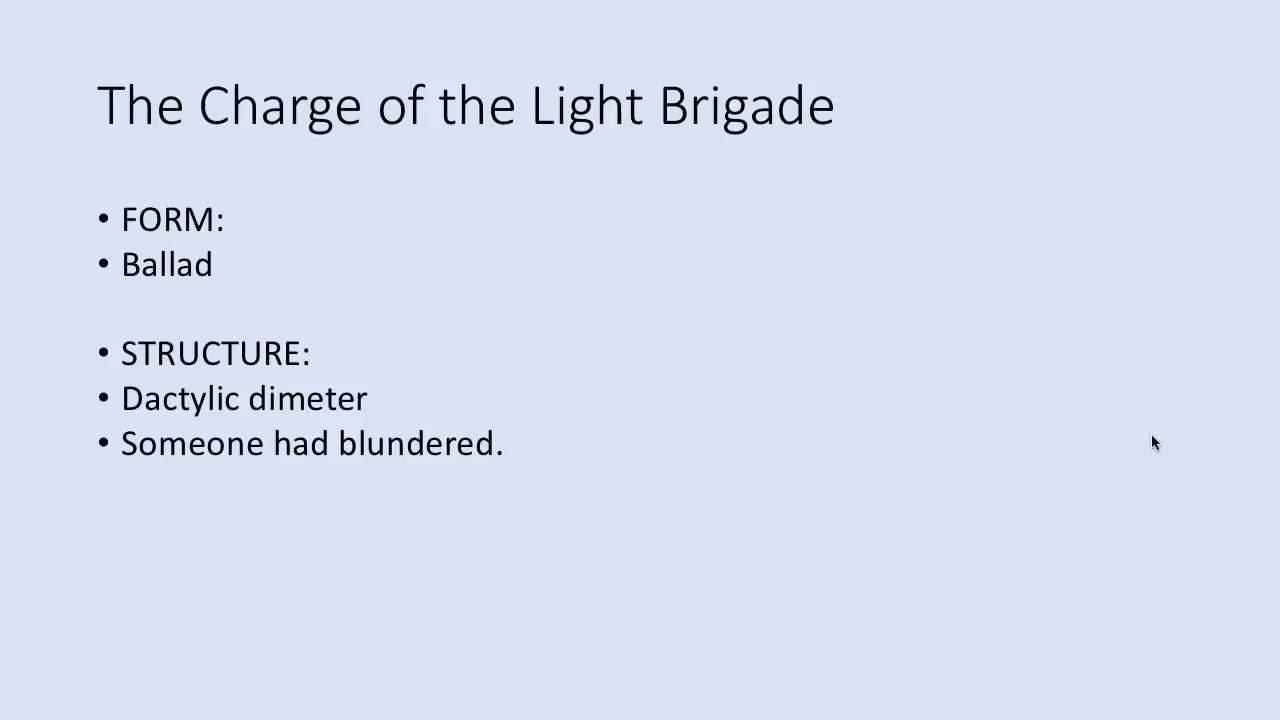 The Charge of the Light Brigade
• FORM:
• Ballad
• STRUCTURE:
• Dactylic dimeter
• Someone had blundered.